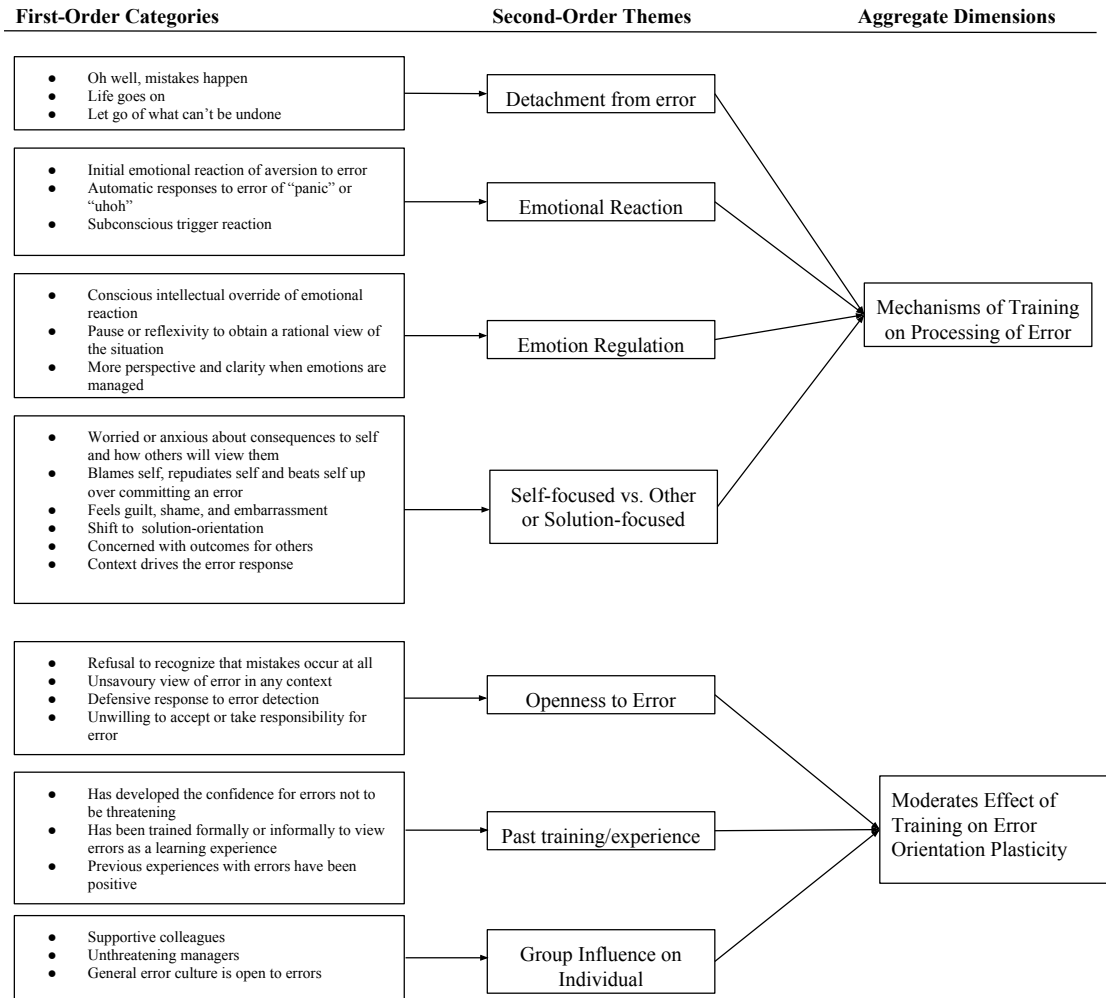 First-Order Categories Second-Order Themes Aggregate Dimensions
● Oh well, mistakes happen
● Life goes on
● Let go of what can’t be undone
Detachment from error
● Initial emotional reaction of aversion to error
● Automatic responses to error of “panic” or
“uhoh”
● Subconscious trigger reaction
Emotional Reaction
● Conscious intellectual override of emotional
reaction
● Pause or reflexivity to obtain a rational view of
the situation
● More perspective and clarity when emotions are
managed
Emotion Regulation
● Worried or anxious about consequences to self
and how others will view them
● Blames self, repudiates self and beats self up
over committing an error
● Feels guilt, shame, and embarrassment
● Shift to solution-orientation
● Concerned with outcomes for others
● Context drives the error response
Self-focused vs. Other
or Solution-focused
Mechanisms of Training
on Processing of Error
● Refusal to recognize that mistakes occur at all
● Unsavoury view of error in any context
● Defensive response to error detection
● Unwilling to accept or take responsibility for
error
Openness to Error
● Has developed the confidence for errors not to
be threatening
● Has been trained formally or informally to view
errors as a learning experience
● Previous experiences with errors have been
positive
Past training/experience
● Supportive colleagues
● Unthreatening managers
● General error culture is open to errors
Group Influence on
Individual
Moderates Effect of
Training on Error
Orientation Plasticity